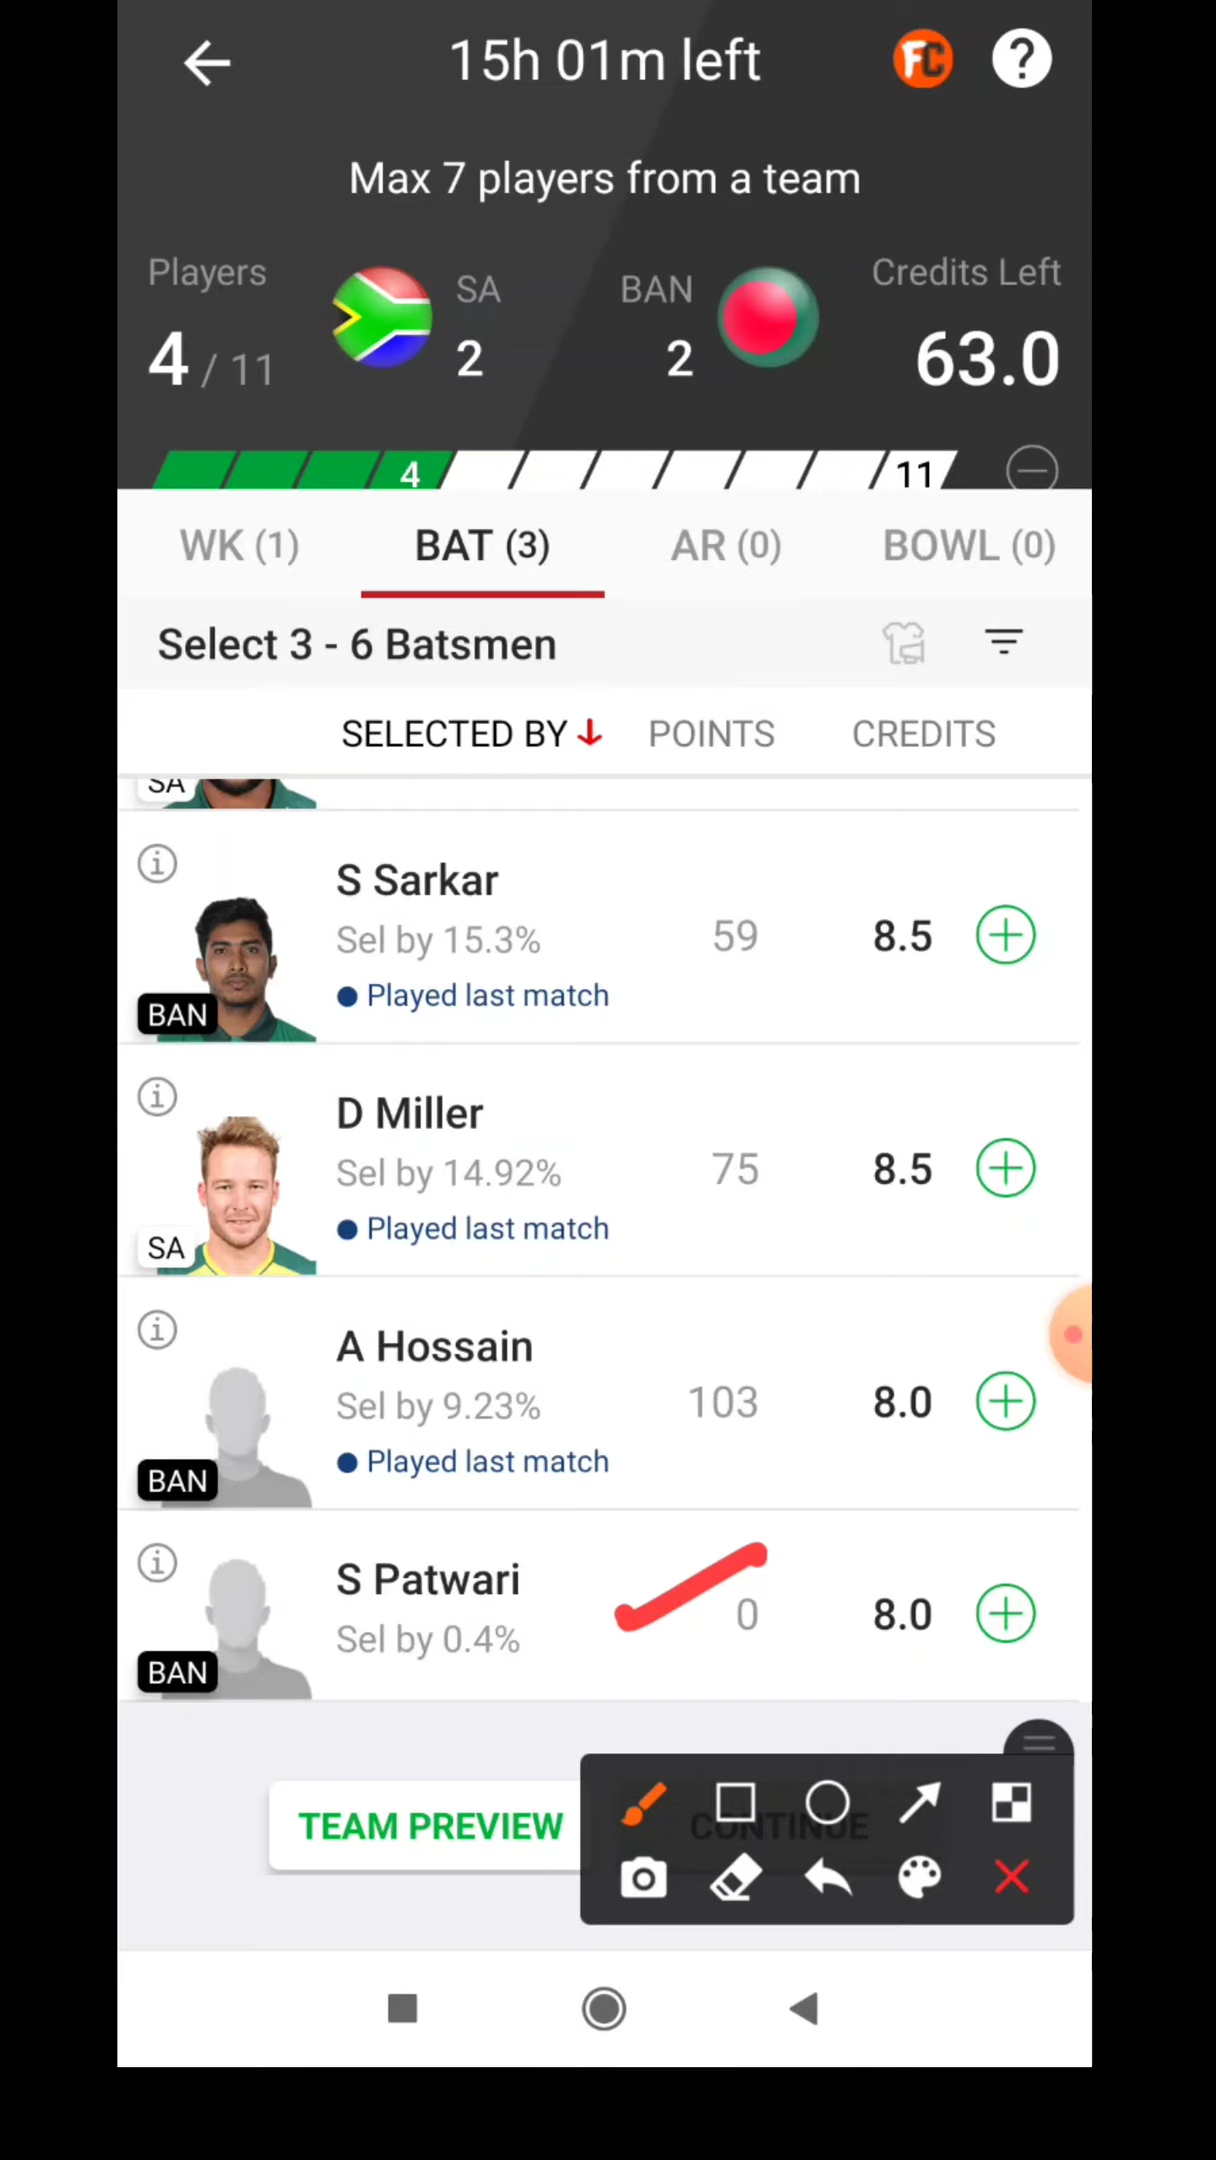 15h 01m left
FC
?
Max 7 players from a team
Players
SA
BAN
Credits Left
4 / 11
2
2
63.0
4
11
WK (1)
BAT (3)
AR (0)
BOWL (0)
Select 3 - 6 Batsmen
SELECTED BY
POINTS
CREDITS
SA
i
S Sarkar
Sel by 15.3%
59
8.5
Played last match
BAN
i
D Miller
Sel by 14.92%
75
8.5
Played last match
SA
i
A Hossain
Sel by 9.23%
103
8.0
Played last match
BAN
i
S Patwari
Sel by 0.4%
0
8.0
BAN
TEAM PREVIEW
CONTINUE